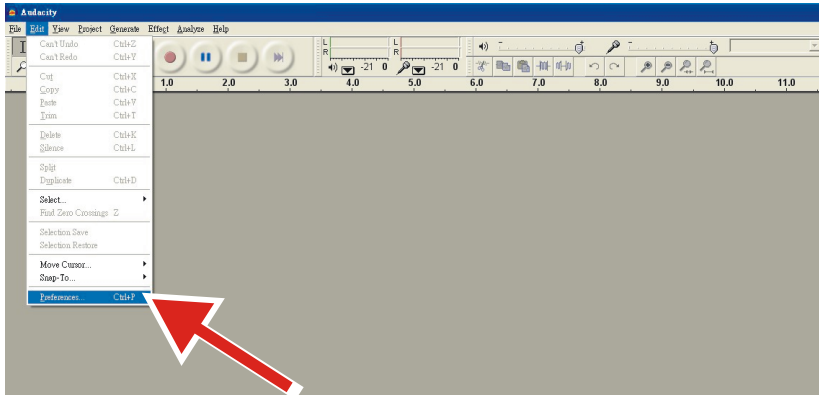 Audacity
File Edit View Project Generate Effect Analyze Help
Can't Undo Ctrl+Z
Can't Redo Ctrl+Y
Cut Ctrl+X
Copy Ctrl+C
Paste Ctrl+V
Trim Ctrl+T
Delete Ctrl+K
Silence Ctrl+L
Split
Duplicate Ctrl+D
Select...
Find Zero Crossings Z
Selection Save
Selection Restore
Move Cursor...
Snap-To...
Preferences... Ctrl+P
L L
R R
-21 0 -21 0
1.0 2.0 3.0 4.0 5.0 6.0 7.0 8.0 9.0 10.0 11.0